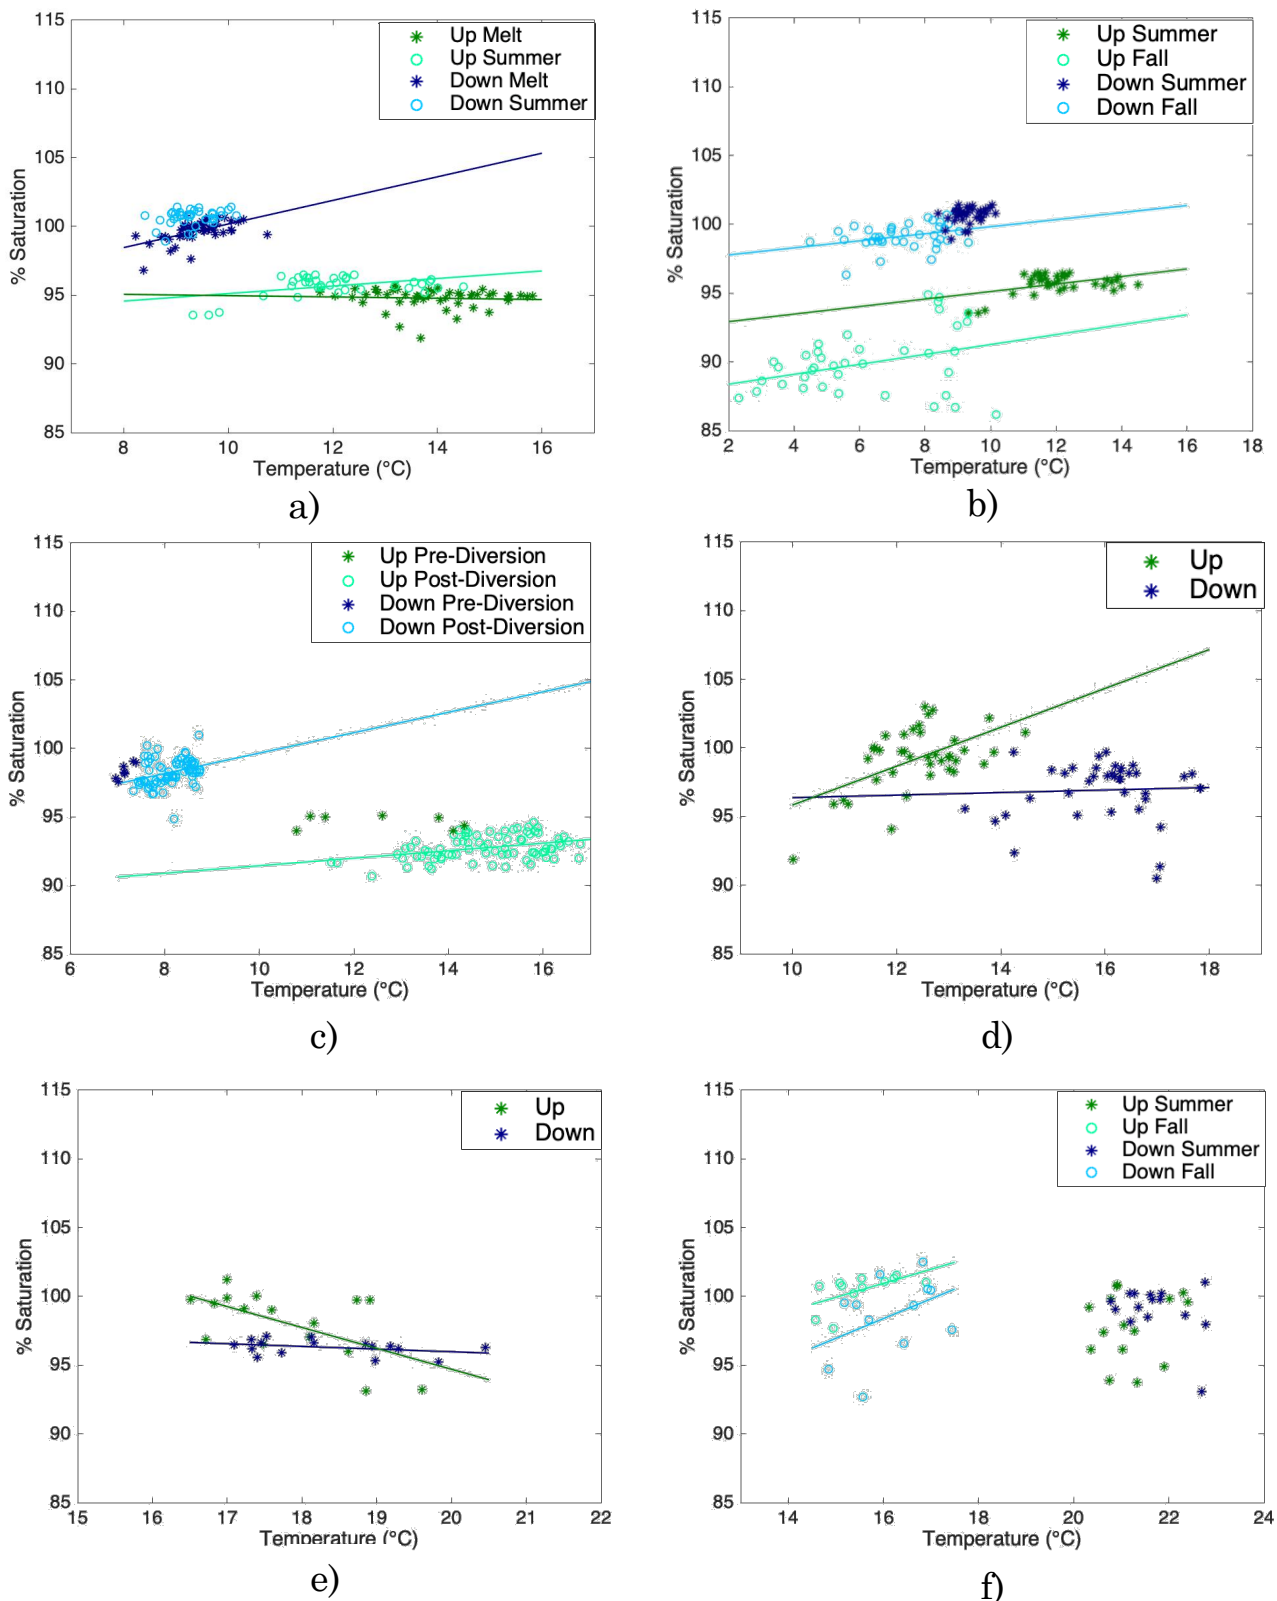 115
110
105
100
95
90
85
% Saturation
8 10 12 14 16
Temperature (°C)
Up Melt
Up Summer
Down Melt
Down Summer
a)
115
110
105
100
95
90
85
% Saturation
2 4 6 8 10 12 14 16 18
Temperature (°C)
Up Summer
Up Fall
Down Summer
Down Fall
b)
115
110
105
100
95
90
85
% Saturation
6 8 10 12 14 16
Temperature (°C)
Up Pre-Diversion
Up Post-Diversion
Down Pre-Diversion
Down Post-Diversion
c)
115
110
105
100
95
90
85
% Saturation
10 12 14 16 18
Temperature (°C)
Up
Down
d)
115
110
105
100
95
90
85
% Saturation
15 16 17 18 19 20 21 22
Temperature (°C)
Up
Down
e)
115
110
105
100
95
90
85
% Saturation
14 16 18 20 22 24
Temperature (°C)
Up Summer
Up Fall
Down Summer
Down Fall
f)